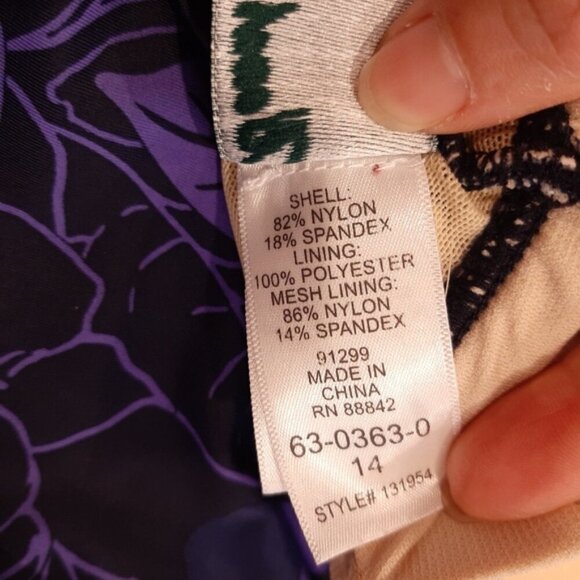 SHELL:
82% NYLON
18% SPANDEX
LINING:
100% POLYESTER
MESH LINING:
86% NYLON
14% SPANDEX
91299
MADE IN
CHINA
RN 88842
63-0363-0
14
STYLE# 131954